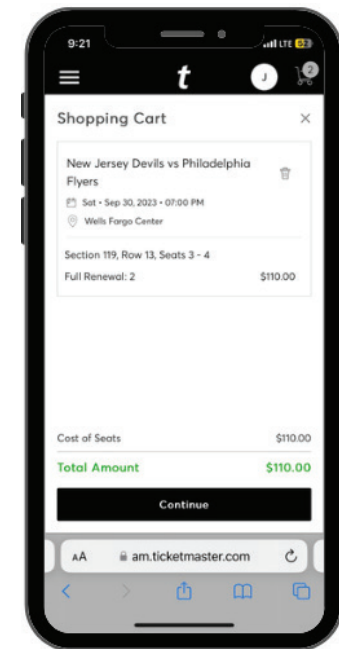 9:21
LTE 52
t
J
2
Shopping Cart
New Jersey Devils vs Philadelphia
Flyers
Sat • Sep 30, 2023 • 07:00 PM
Wells Fargo Center
Section 119, Row 13, Seats 3 - 4
Full Renewal: 2 $110.00
Cost of Seats $110.00
Total Amount $110.00
Continue
AA am.ticketmaster.com